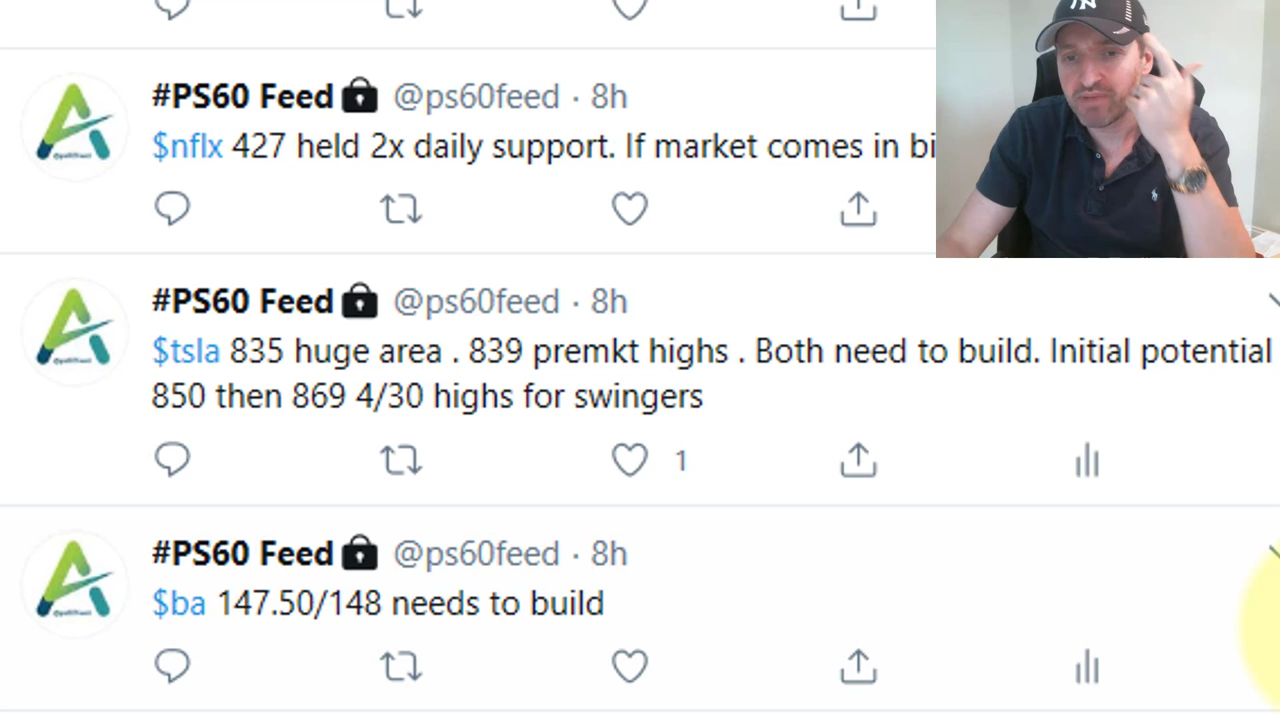 #PS60 Feed @ps60feed · 8h
$nflx 427 held 2x daily support. If market comes in
#PS60 Feed @ps60feed · 8h
$tsla 835 huge area . 839 premkt highs . Both need to build. Initial potential
850 then 869 4/30 highs for swingers
1
#PS60 Feed @ps60feed · 8h
$ba 147.50/148 needs to build